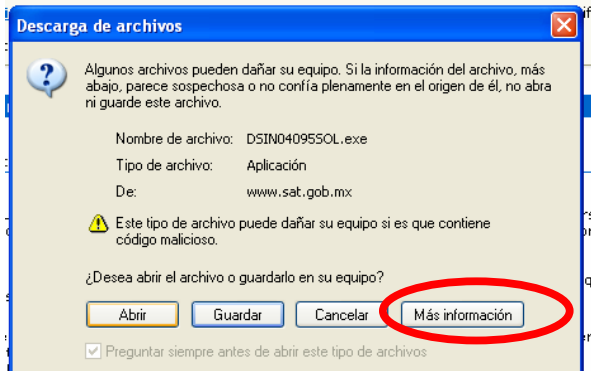 Descarga de archivos
Algunos archivos pueden dañar su equipo. Si la información del archivo, más
abajo, parece sospechosa o no confía plenamente en el origen de él, no abra
ni guarde este archivo.
Nombre de archivo: DSIN04095SOL.exe
Tipo de archivo: Aplicación
De: www.sat.gob.mx
Este tipo de archivo puede dañar su equipo si es que contiene
código malicioso.
¿Desea abrir el archivo o guardarlo en su equipo?
Abrir Guardar Cancelar Más información
Preguntar siempre antes de abrir este tipo de archivos